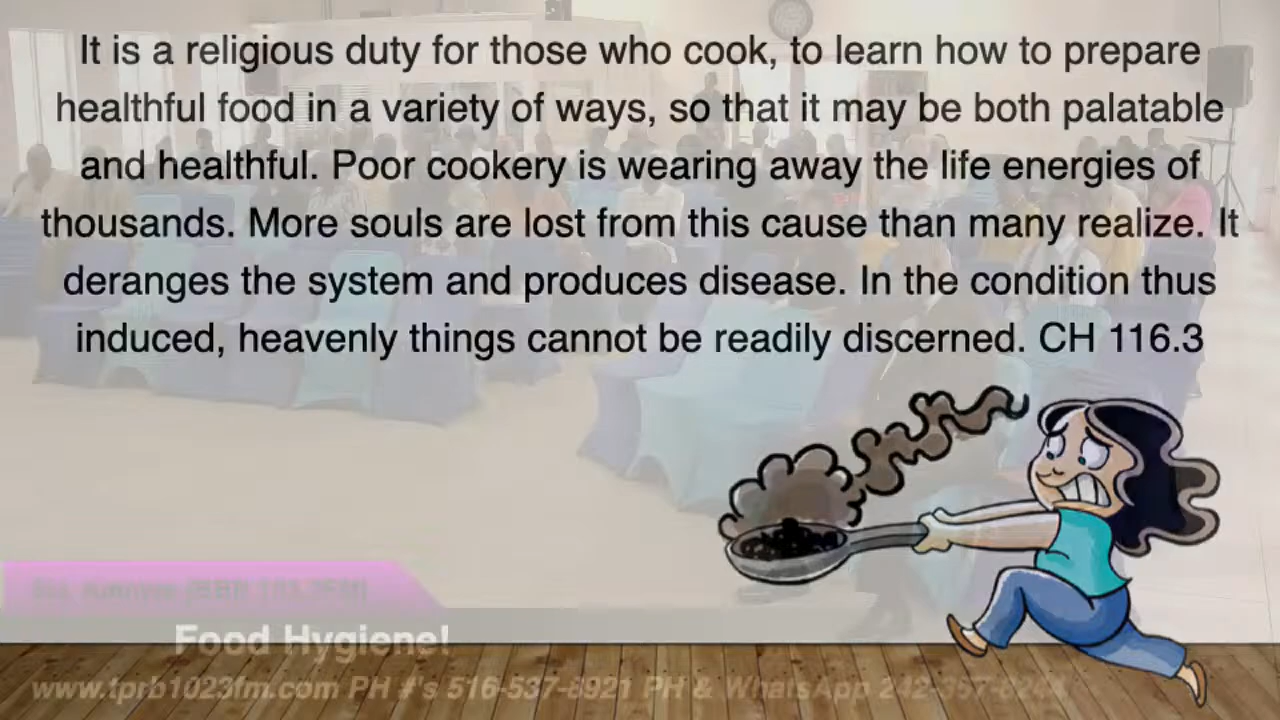 It is a religious duty for those who cook, to learn how to prepare
healthful food in a variety of ways, so that it may be both palatable
and healthful. Poor cookery is wearing away the life energies of
thousands. More souls are lost from this cause than many realize. It
deranges the system and produces disease. In the condition thus
induced, heavenly things cannot be readily discerned. CH 116.3
Food Hygiene!
www.tprb1023fm.com PH #'s 516-537-8921 PH & WhatsApp